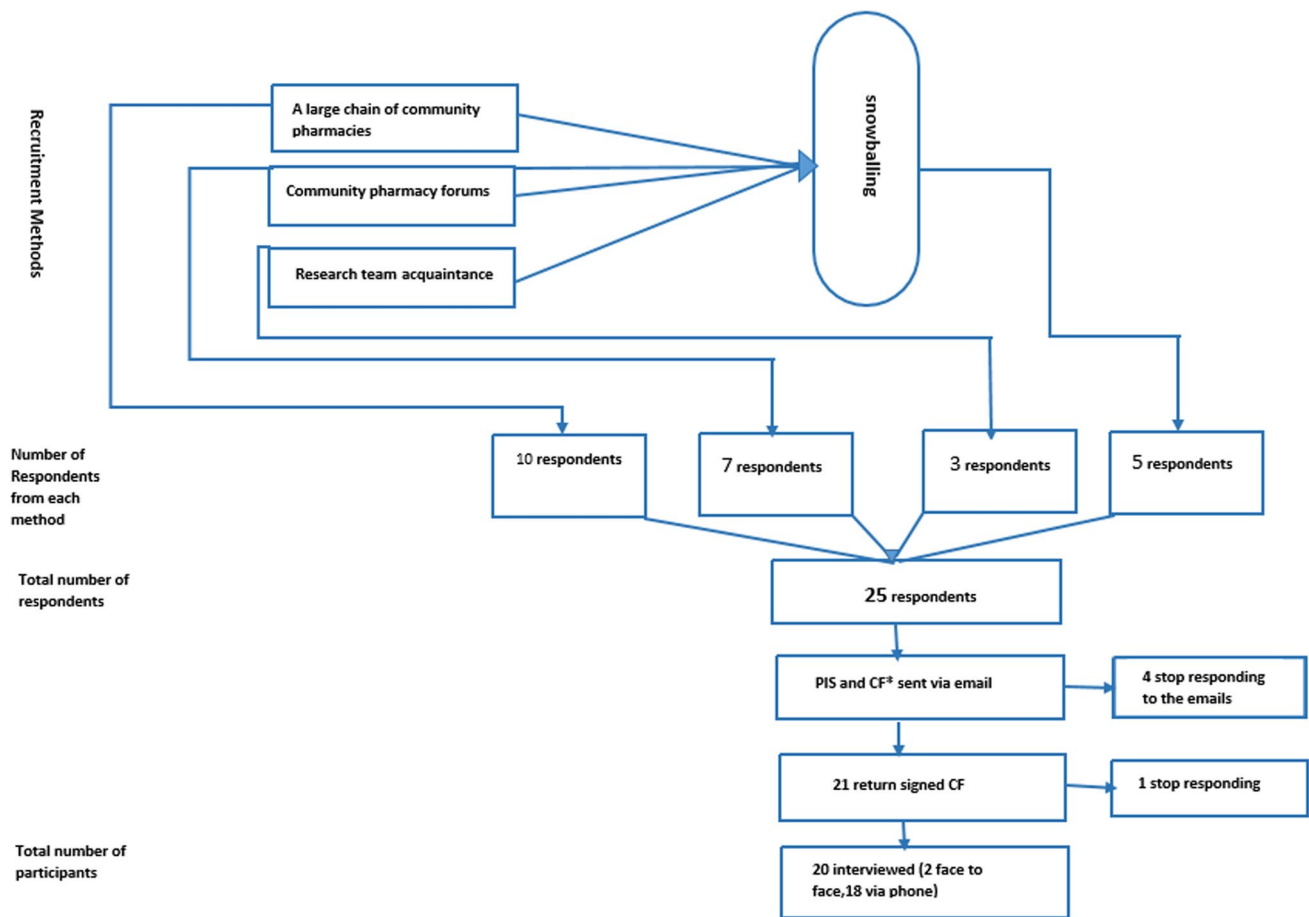 Recruitment Methods
A large chain of community
pharmacies
Community pharmacy forums
Research team acquaintance
snowballing
Number of
Respondents
from each
method
10 respondents
7 respondents
3 respondents
5 respondents
Total number of
respondents
25 respondents
PIS and CF* sent via email
4 stop responding
to the emails
21 return signed CF
1 stop responding
Total number of
participants
20 interviewed (2 face to
face,18 via phone)